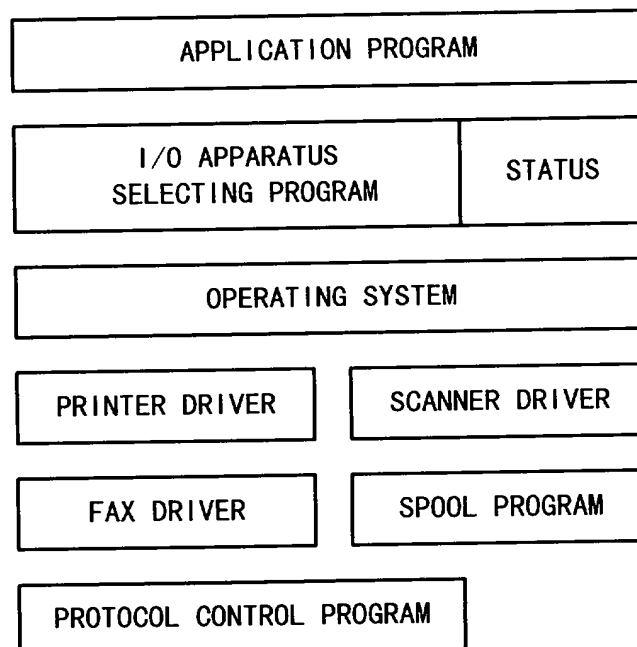 APPLICATION PROGRAM
I/O APPARATUS
SELECTING PROGRAM
STATUS
OPERATING SYSTEM
PRINTER DRIVER
SCANNER DRIVER
FAX DRIVER
SPOOL PROGRAM
PROTOCOL CONTROL PROGRAM